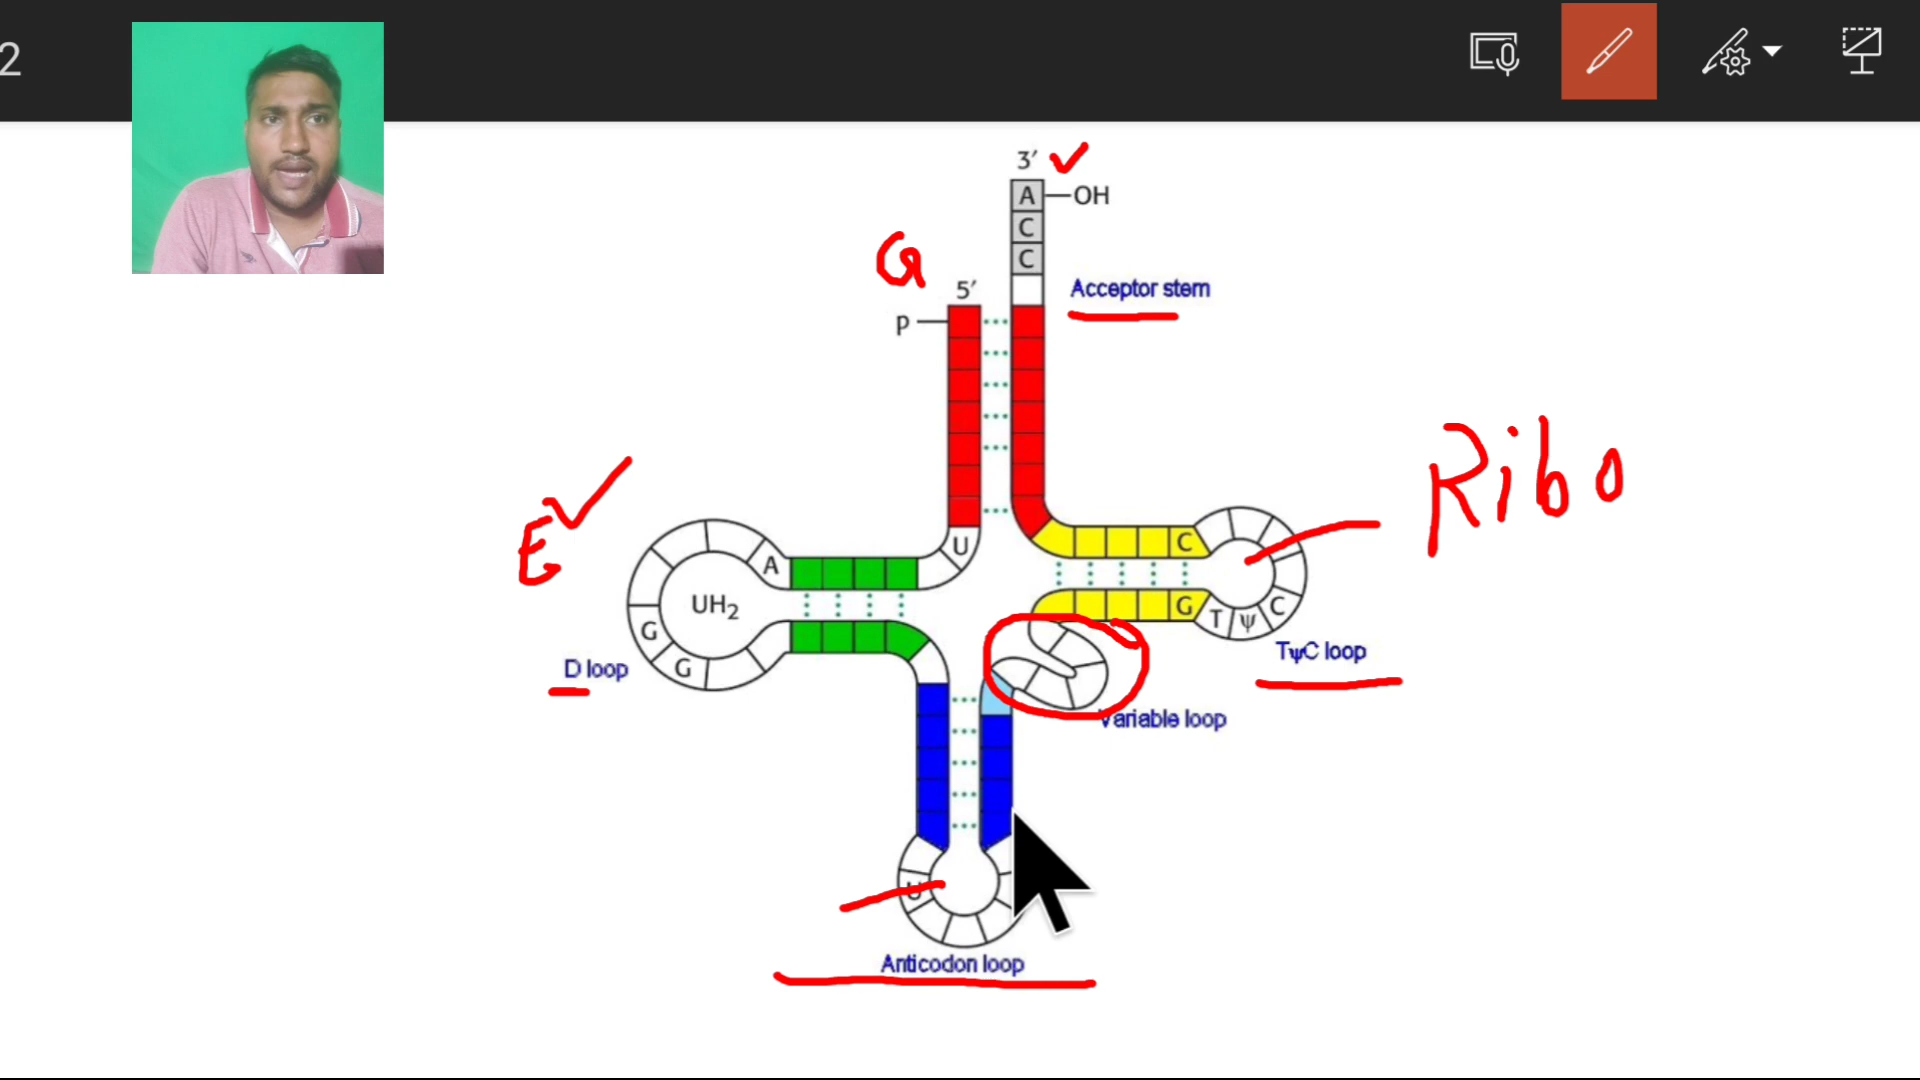 2
3′
A
OH
C
C
G
5′
Acceptor stem
P
Ribo
E
U
C
A
UH₂
G
T
ψ
C
G
G
D loop
TψC loop
Variable loop
U
Anticodon loop